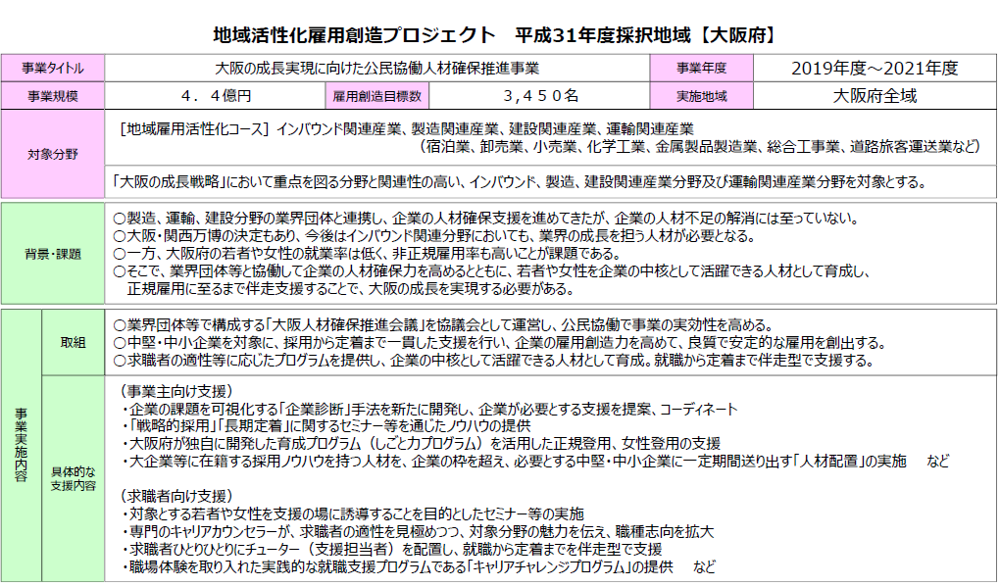 地域活性化雇用創造プロジェクト　平成31年度採択地域【大阪府】
事業タイトル
大阪の成長実現に向けた公民協働人材確保推進事業
事業年度
2019年度～2021年度
事業規模
４．４億円
雇用創造目標数
３,４５０名
実施地域
大阪府全域
対象分野
［地域雇用活性化コース］インバウンド関連産業、製造関連産業、建設関連産業、運輸関連産業
（宿泊業、卸売業、小売業、化学工業、金属製品製造業、総合工事業、道路旅客運送業など）
「大阪の成長戦略」において重点を図る分野と関連性の高い、インバウンド、製造、建設関連産業分野及び運輸関連産業分野を対象とする。
背景・課題
○製造、運輸、建設分野の業界団体と連携し、企業の人材確保支援を進めてきたが、企業の人材不足の解消には至っていない。
○大阪・関西万博の決定もあり、今後はインバウンド関連分野においても、業界の成長を担う人材が必要となる。
○一方、大阪府の若者や女性の就業率は低く、非正規雇用率も高いことが課題である。
○そこで、業界団体等と協働して企業の人材確保力を高めるとともに、若者や女性を企業の中核として活躍できる人材として育成し、
正規雇用に至るまで伴走支援することで、大阪の成長を実現する必要がある。
事業実施内容
取組
○業界団体等で構成する「大阪人材確保推進会議」を協議会として運営し、公民協働で事業の実効性を高める。
○中堅・中小企業を対象に、採用から定着まで一貫した支援を行い、企業の雇用創造力を高めて、良質で安定的な雇用を創出する。
○求職者の適性等に応じたプログラムを提供し、企業の中核として活躍できる人材として育成。就職から定着まで伴走型で支援する。
具体的な
支援内容
（事業主向け支援）
・企業の課題を可視化する「企業診断」手法を新たに開発し、企業が必要とする支援を提案、コーディネート
・「戦略的採用」「長期定着」に関するセミナー等を通じたノウハウの提供
・大阪府が独自に開発した育成プログラム（しごと力プログラム）を活用した正規登用、女性登用の支援
・大企業等に在籍する採用ノウハウを持つ人材を、企業の枠を超え、必要とする中堅・中小企業に一定期間送り出す「人材配置」の実施　など
（求職者向け支援）
・対象とする若者や女性を支援の場に誘導することを目的としたセミナー等の実施
・専門のキャリアカウンセラーが、求職者の適性を見極めつつ、対象分野の魅力を伝え、職種志向を拡大
・求職者ひとりひとりにチューター（支援担当者）を配置し、就職から定着までを伴走型で支援
・職場体験を取り入れた実践的な就職支援プログラムである「キャリアチャレンジプログラム」の提供　など